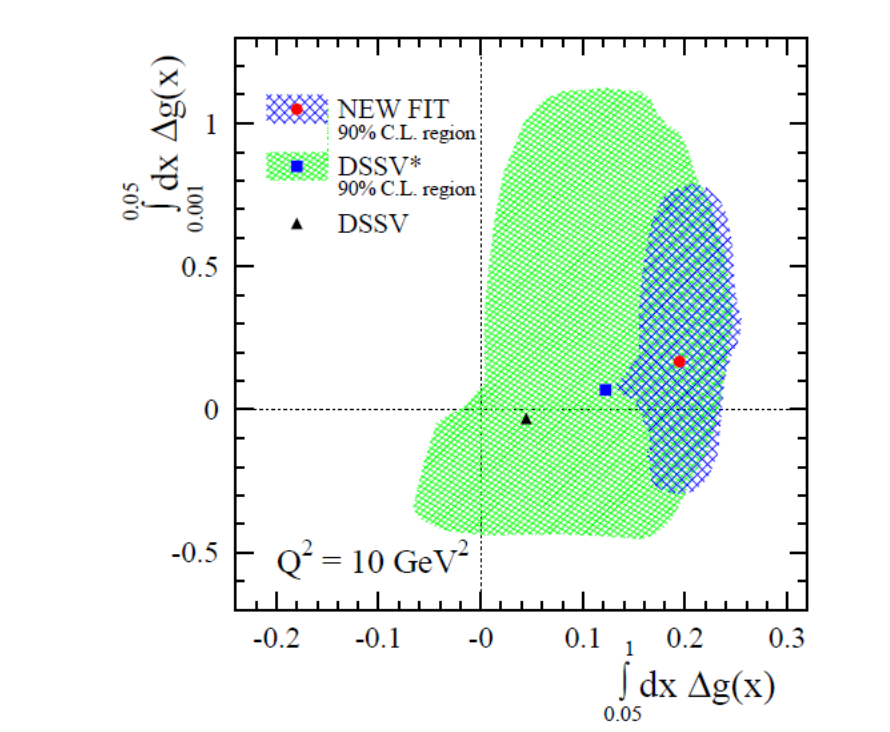 0.05
∫ dx Δg(x)
0.001
1
0.5
0
-0.5
NEW FIT
90% C.L. region
DSSV*
90% C.L. region
DSSV
Q² = 10 GeV²
-0.2 -0.1 -0 0.1 0.2 0.3
1
∫ dx Δg(x)
0.05